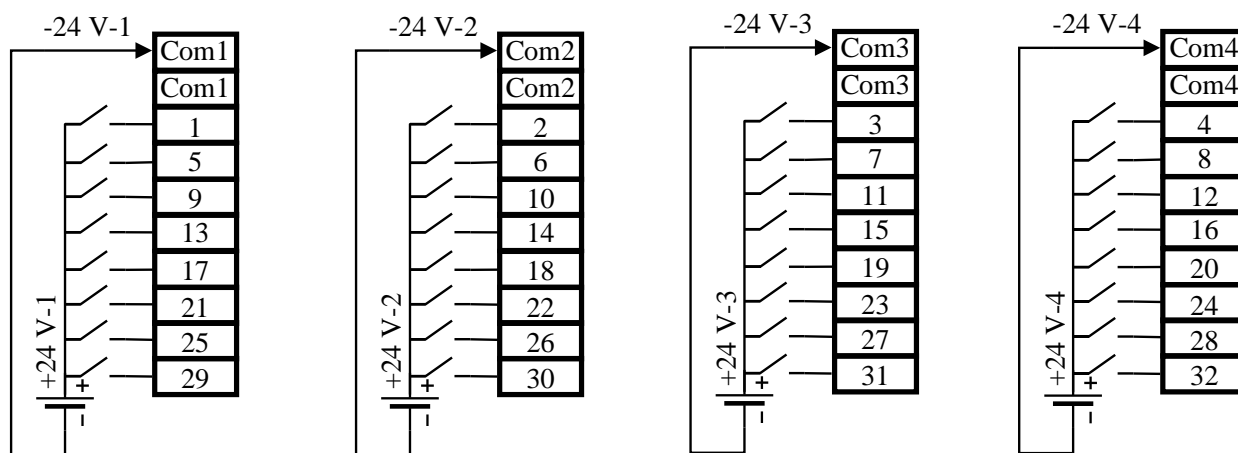 -24 V-1
Com1
Com1
1
5
9
13
17
21
25
29
+24 V-1
+
-24 V-2
Com2
Com2
2
6
10
14
18
22
26
30
+24 V-2
+
-24 V-3
Com3
Com3
3
7
11
15
19
23
27
31
+24 V-3
+
-24 V-4
Com4
Com4
4
8
12
16
20
24
28
32
+24 V-4
+